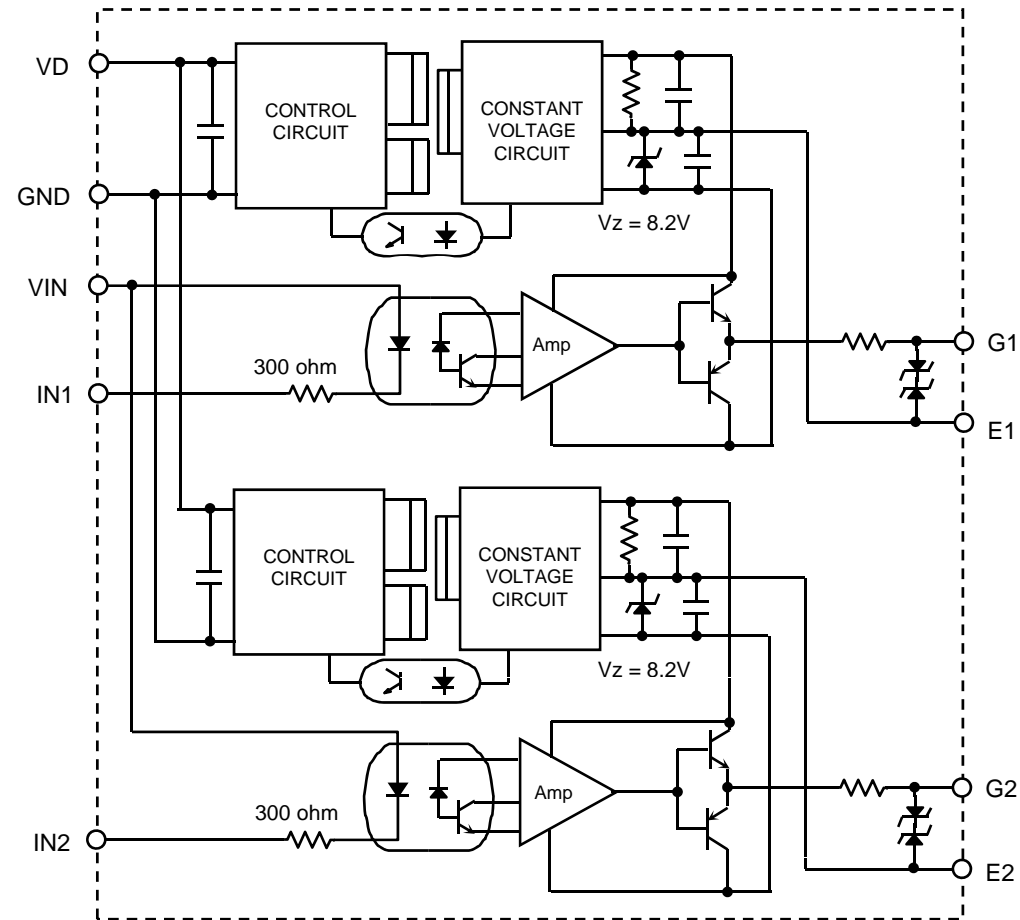 VD
CONTROL
CIRCUIT
CONSTANT
VOLTAGE
CIRCUIT
GND
Vz = 8.2V
VIN
Amp
G1
300 ohm
IN1
E1
CONTROL
CIRCUIT
CONSTANT
VOLTAGE
CIRCUIT
Vz = 8.2V
Amp
G2
300 ohm
IN2
E2